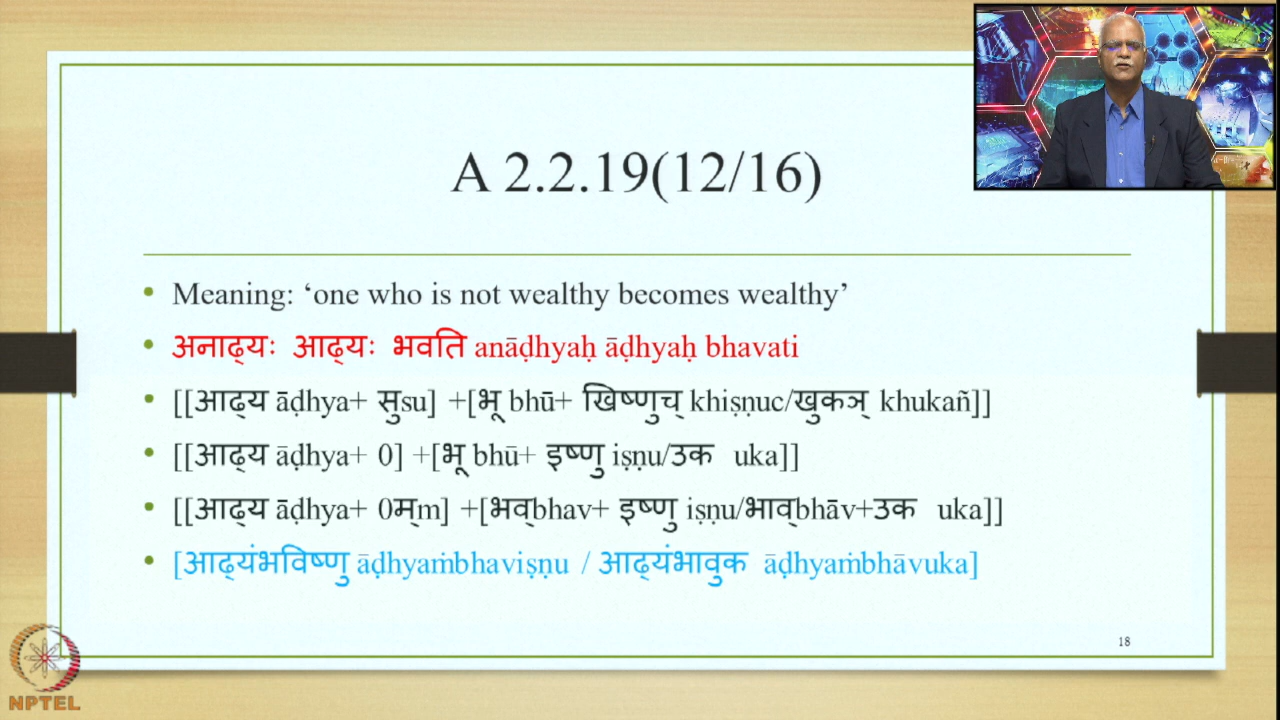 A 2.2.19(12/16)
Meaning: ‘one who is not wealthy becomes wealthy’
अनाढ्यः आढ्यः भवति anāḍhyaḥ āḍhyaḥ bhavati
[[आढ्य āḍhya+ सुsu] +[भू bhū+ खिष्णुच् khiṣṇuc/खुकञ् khukañ]]
[[आढ्य āḍhya+ 0] +[भू bhū+ इष्णु iṣṇu/उक uka]]
[[आढ्य āḍhya+ 0म्m] +[भव्bhav+ इष्णु iṣṇu/भाव्bhāv+उक uka]]
[आढ्यंभविष्णु āḍhyaṁbhaviṣṇu / आढ्यंभावुक āḍhyaṁbhāvuka]
18
NPTEL